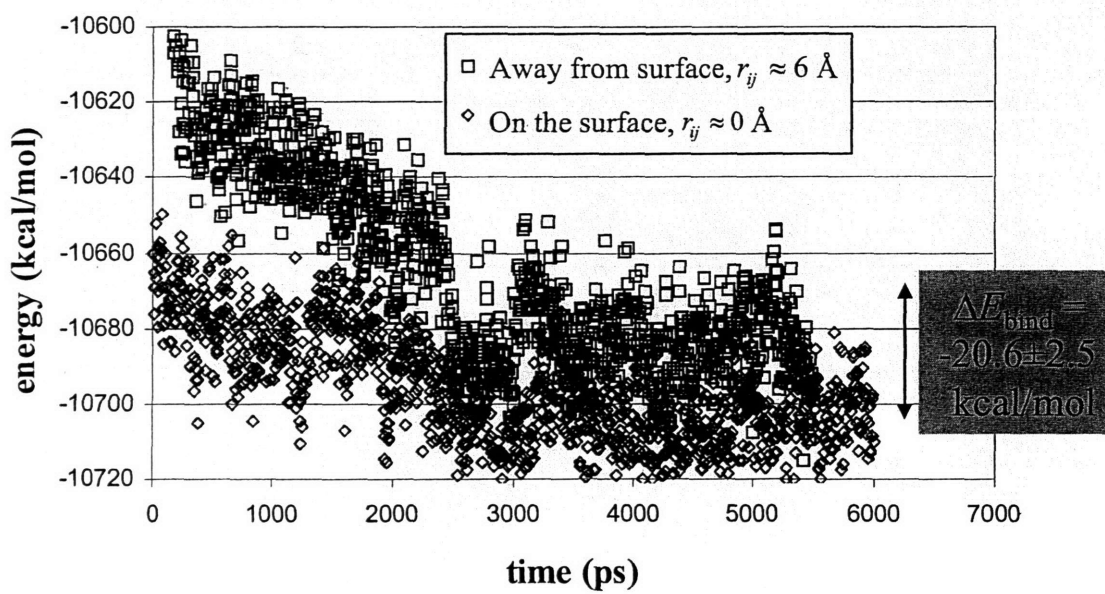 -10600
-10620
-10640
-10660
-10680
-10700
-10720
energy (kcal/mol)
□ Away from surface, r_ij ≈ 6 Å
◇ On the surface, r_ij ≈ 0 Å
ΔE_bind =
-20.6±2.5
kcal/mol
0 1000 2000 3000 4000 5000 6000 7000
time (ps)